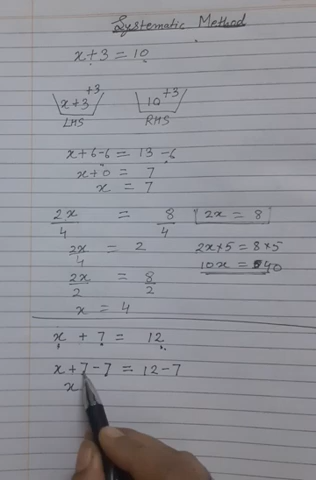 Systematic Method
x+3 = 10
x+3 +3 10 +3
LHS RHS
x+6-6 = 13-6
x+0 = 7
x = 7
2x/4 = 8/4 [2x = 8]
2x/4 = 2 2x×5 = 8×5
2x/2 = 8/2 10x = 40
x = 4
x + 7 = 12
x+7-7 = 12-7
x